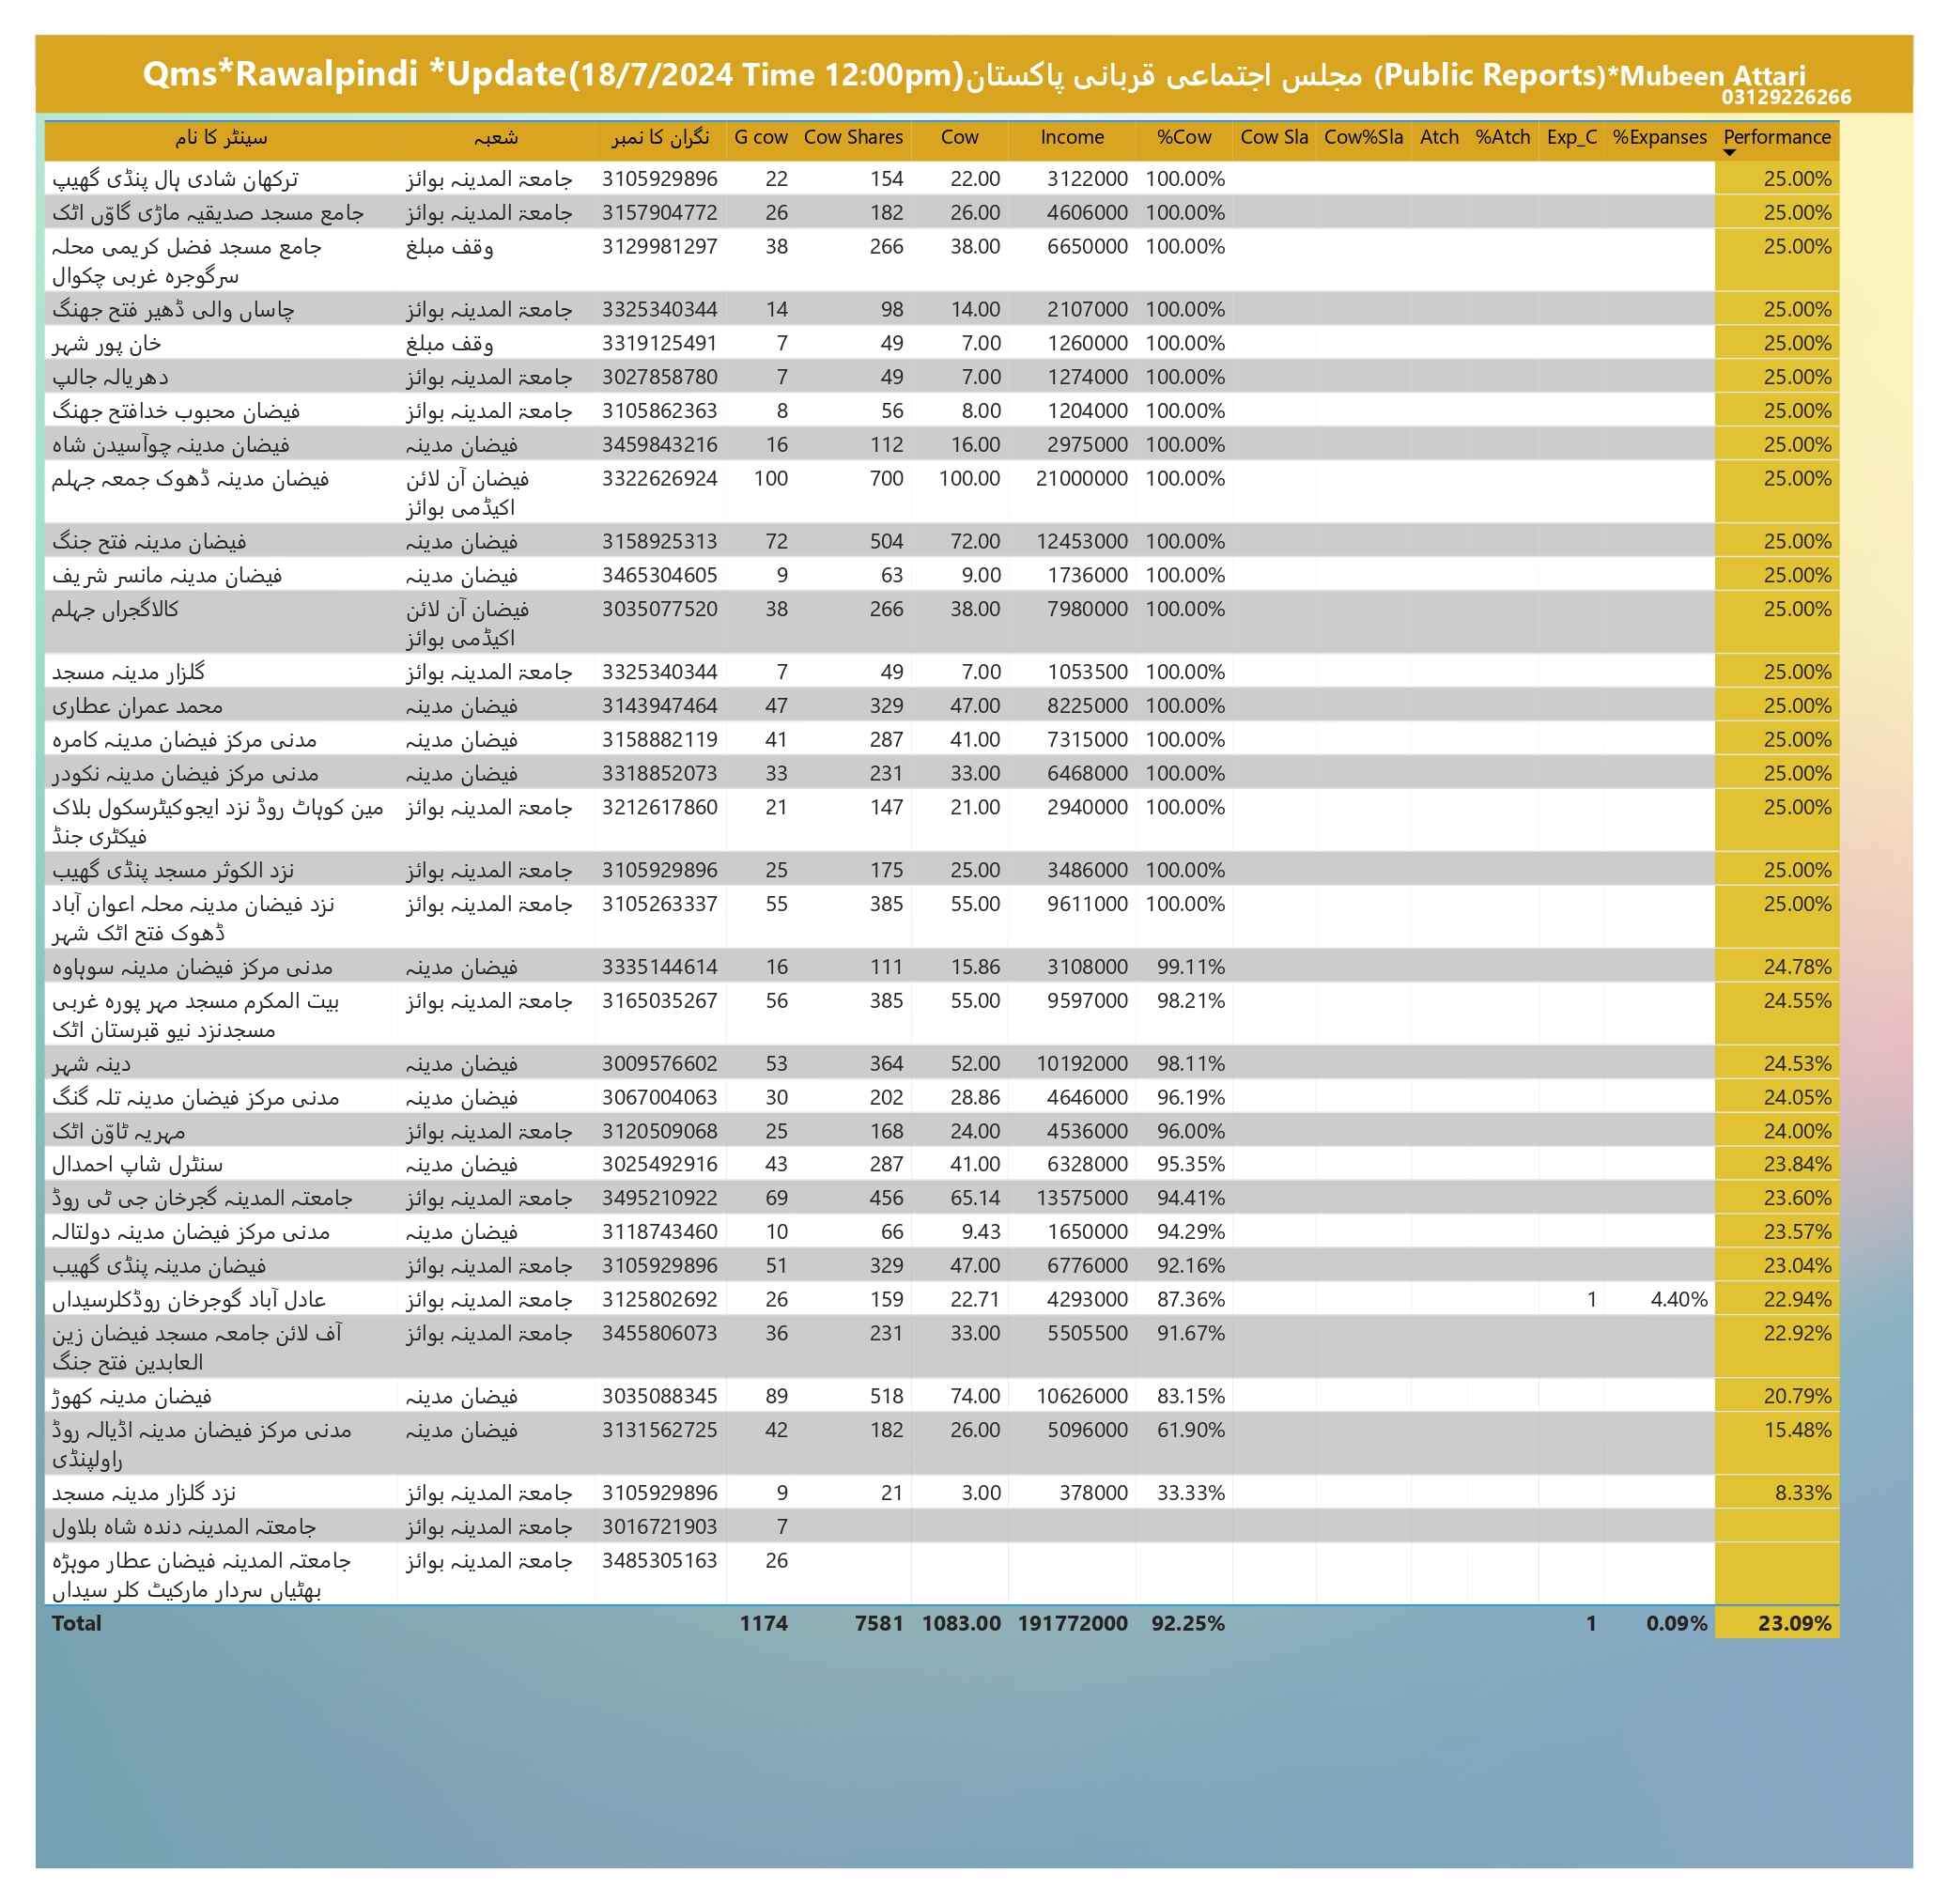 Qms*Rawalpindi *Update(18/7/2024 Time 12:00pm)مجلس اجتماعی قربانی پاکستان (Public Reports)*Mubeen Attari
03129226266
سینٹر کا نام شعبہ نگران کا نمبر G cow Cow Shares Cow Income %Cow Cow Sla Cow%Sla Atch %Atch Exp_C %Expanses Performance
ترکھان شادی ہال پنڈی گھیپ جامعۃ المدینہ بوائز 3105929896 22 154 22.00 3122000 100.00% 25.00%
جامع مسجد صدیقیہ ماڑی گاوّں اٹک جامعۃ المدینہ بوائز 3157904772 26 182 26.00 4606000 100.00% 25.00%
جامع مسجد فضل کریمی محلہ وقف مبلغ 3129981297 38 266 38.00 6650000 100.00% 25.00%
سرگوجرہ غربی چکوال
چاساں والی ڈھیر فتح جھنگ جامعۃ المدینہ بوائز 3325340344 14 98 14.00 2107000 100.00% 25.00%
خان پور شہر وقف مبلغ 3319125491 7 49 7.00 1260000 100.00% 25.00%
دھریالہ جالپ جامعۃ المدینہ بوائز 3027858780 7 49 7.00 1274000 100.00% 25.00%
فیضان محبوب خدافتح جھنگ جامعۃ المدینہ بوائز 3105862363 8 56 8.00 1204000 100.00% 25.00%
فیضان مدینہ چوآسیدن شاہ فیضان مدینہ 3459843216 16 112 16.00 2975000 100.00% 25.00%
فیضان مدینہ ڈھوک جمعہ جہلم فیضان آن لائن 3322626924 100 700 100.00 21000000 100.00% 25.00%
اکیڈمی بوائز
فیضان مدینہ فتح جنگ فیضان مدینہ 3158925313 72 504 72.00 12453000 100.00% 25.00%
فیضان مدینہ مانسر شریف فیضان مدینہ 3465304605 9 63 9.00 1736000 100.00% 25.00%
کالاگجراں جہلم فیضان آن لائن 3035077520 38 266 38.00 7980000 100.00% 25.00%
اکیڈمی بوائز
گلزار مدینہ مسجد جامعۃ المدینہ بوائز 3325340344 7 49 7.00 1053500 100.00% 25.00%
محمد عمران عطاری فیضان مدینہ 3143947464 47 329 47.00 8225000 100.00% 25.00%
مدنی مرکز فیضان مدینہ کامرہ فیضان مدینہ 3158882119 41 287 41.00 7315000 100.00% 25.00%
مدنی مرکز فیضان مدینہ نکودر فیضان مدینہ 3318852073 33 231 33.00 6468000 100.00% 25.00%
مین کوہاٹ روڈ نزد ایجوکیٹرسکول بلاک جامعۃ المدینہ بوائز 3212617860 21 147 21.00 2940000 100.00% 25.00%
فیکٹری جنڈ
نزد الکوثر مسجد پنڈی گھیب جامعۃ المدینہ بوائز 3105929896 25 175 25.00 3486000 100.00% 25.00%
نزد فیضان مدینہ محلہ اعوان آباد جامعۃ المدینہ بوائز 3105263337 55 385 55.00 9611000 100.00% 25.00%
ڈھوک فتح اٹک شہر
مدنی مرکز فیضان مدینہ سوہاوہ فیضان مدینہ 3335144614 16 111 15.86 3108000 99.11% 24.78%
بیت المکرم مسجد مہر پورہ غربی جامعۃ المدینہ بوائز 3165035267 56 385 55.00 9597000 98.21% 24.55%
مسجدنزد نیو قبرستان اٹک
دینہ شہر فیضان مدینہ 3009576602 53 364 52.00 10192000 98.11% 24.53%
مدنی مرکز فیضان مدینہ تلہ گنگ فیضان مدینہ 3067004063 30 202 28.86 4646000 96.19% 24.05%
مہریہ ٹاوّن اٹک جامعۃ المدینہ بوائز 3120509068 25 168 24.00 4536000 96.00% 24.00%
سنٹرل شاپ احمدال فیضان مدینہ 3025492916 43 287 41.00 6328000 95.35% 23.84%
جامعتہ المدینہ گجرخان جی ٹی روڈ جامعۃ المدینہ بوائز 3495210922 69 456 65.14 13575000 94.41% 23.60%
مدنی مرکز فیضان مدینہ دولتالہ فیضان مدینہ 3118743460 10 66 9.43 1650000 94.29% 23.57%
فیضان مدینہ پنڈی گھیب جامعۃ المدینہ بوائز 3105929896 51 329 47.00 6776000 92.16% 23.04%
عادل آباد گوجرخان روڈکلرسیداں جامعۃ المدینہ بوائز 3125802692 26 159 22.71 4293000 87.36% 1 4.40% 22.94%
آف لائن جامعہ مسجد فیضان زین جامعۃ المدینہ بوائز 3455806073 36 231 33.00 5505500 91.67% 22.92%
العابدین فتح جنگ
فیضان مدینہ کھوڑ فیضان مدینہ 3035088345 89 518 74.00 10626000 83.15% 20.79%
مدنی مرکز فیضان مدینہ اڈیالہ روڈ فیضان مدینہ 3131562725 42 182 26.00 5096000 61.90% 15.48%
راولپنڈی
نزد گلزار مدینہ مسجد جامعۃ المدینہ بوائز 3105929896 9 21 3.00 378000 33.33% 8.33%
جامعتہ المدینہ دندہ شاہ بلاول جامعۃ المدینہ بوائز 3016721903 7
جامعتہ المدینہ فیضان عطار موہڑہ جامعۃ المدینہ بوائز 3485305163 26
بھٹیاں سردار مارکیٹ کلر سیداں
Total 1174 7581 1083.00 191772000 92.25% 1 0.09% 23.09%